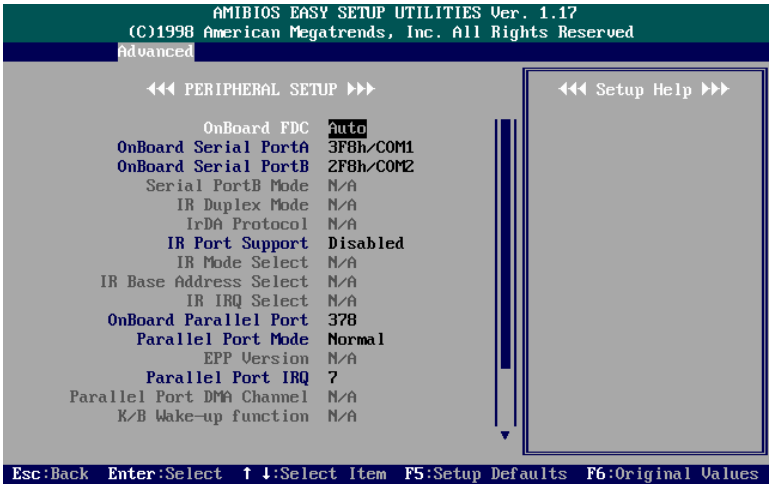 AMIBIOS EASY SETUP UTILITIES Ver. 1.17
(C)1998 American Megatrends, Inc. All Rights Reserved
Advanced
PERIPHERAL SETUP
Setup Help
OnBoard FDC Auto
OnBoard Serial PortA 3F8h/COM1
OnBoard Serial PortB 2F8h/COM2
Serial PortB Mode N/A
IR Duplex Mode N/A
IrDA Protocol N/A
IR Port Support Disabled
IR Mode Select N/A
IR Base Address Select N/A
IR IRQ Select N/A
OnBoard Parallel Port 378
Parallel Port Mode Normal
EPP Version N/A
Parallel Port IRQ 7
Parallel Port DMA Channel N/A
K/B Wake-up function N/A
Esc:Back Enter:Select ↑ ↓:Select Item F5:Setup Defaults F6:Original Values